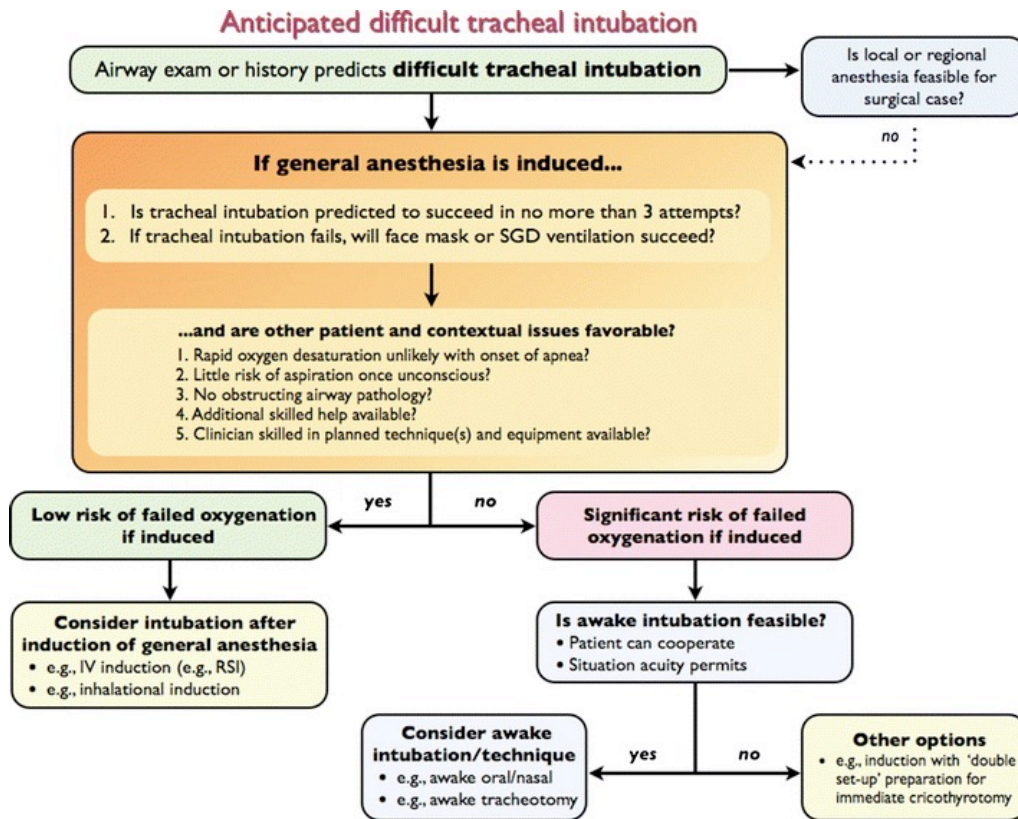 Anticipated difficult tracheal intubation
Airway exam or history predicts difficult tracheal intubation
Is local or regional
anesthesia feasible for
surgical case?
no
If general anesthesia is induced...
1. Is tracheal intubation predicted to succeed in no more than 3 attempts?
2. If tracheal intubation fails, will face mask or SGD ventilation succeed?
...and are other patient and contextual issues favorable?
1. Rapid oxygen desaturation unlikely with onset of apnea?
2. Little risk of aspiration once unconscious?
3. No obstructing airway pathology?
4. Additional skilled help available?
5. Clinician skilled in planned technique(s) and equipment available?
yes
no
Low risk of failed oxygenation
if induced
Significant risk of failed
oxygenation if induced
Consider intubation after
induction of general anesthesia
• e.g., IV induction (e.g., RSI)
• e.g., inhalational induction
Is awake intubation feasible?
• Patient can cooperate
• Situation acuity permits
Consider awake
intubation/technique
• e.g., awake oral/nasal
• e.g., awake tracheotomy
yes
no
Other options
• e.g., induction with 'double
set-up' preparation for
immediate cricothyrotomy